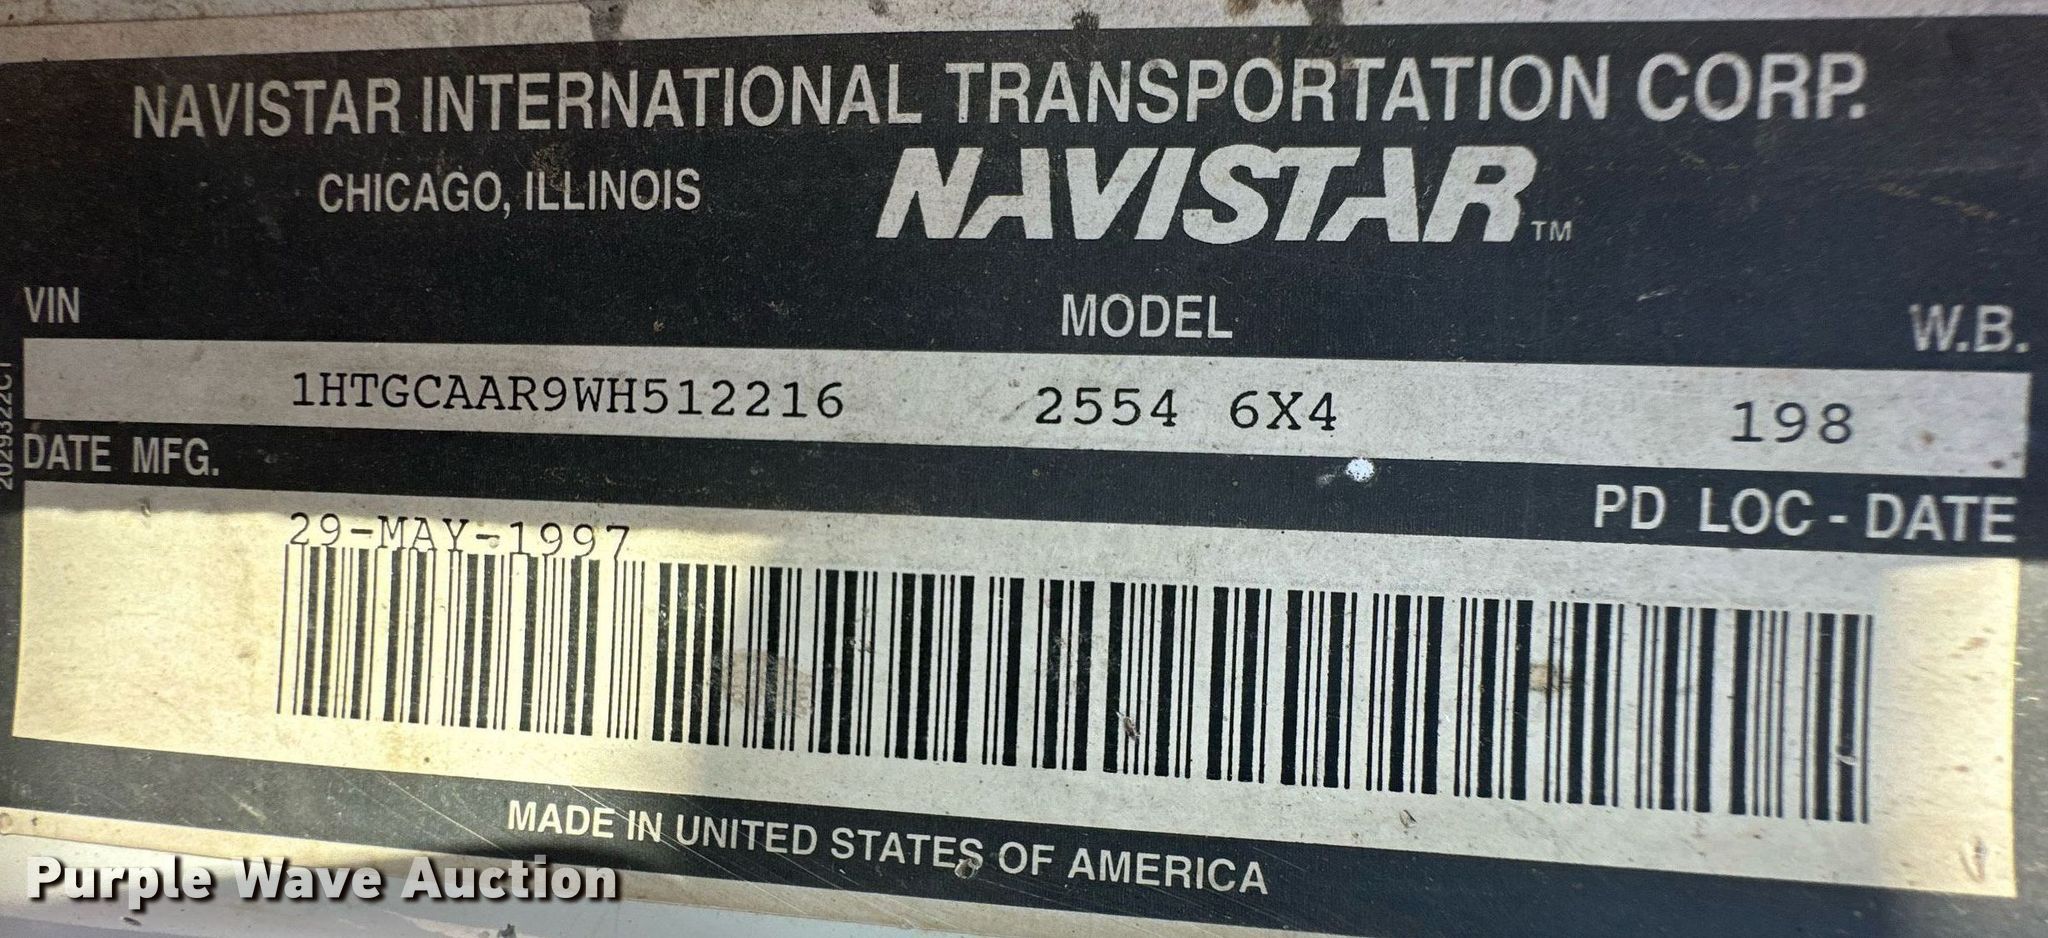 NAVISTAR INTERNATIONAL TRANSPORTATION CORP.
CHICAGO, ILLINOIS NAVISTAR™
VIN MODEL W.B.
1HTGCAAR9WH512216 2554 6X4 198
DATE MFG. PD LOC - DATE
29-MAY-1997
MADE IN UNITED STATES OF AMERICA
2029322C1
Purple Wave Auction